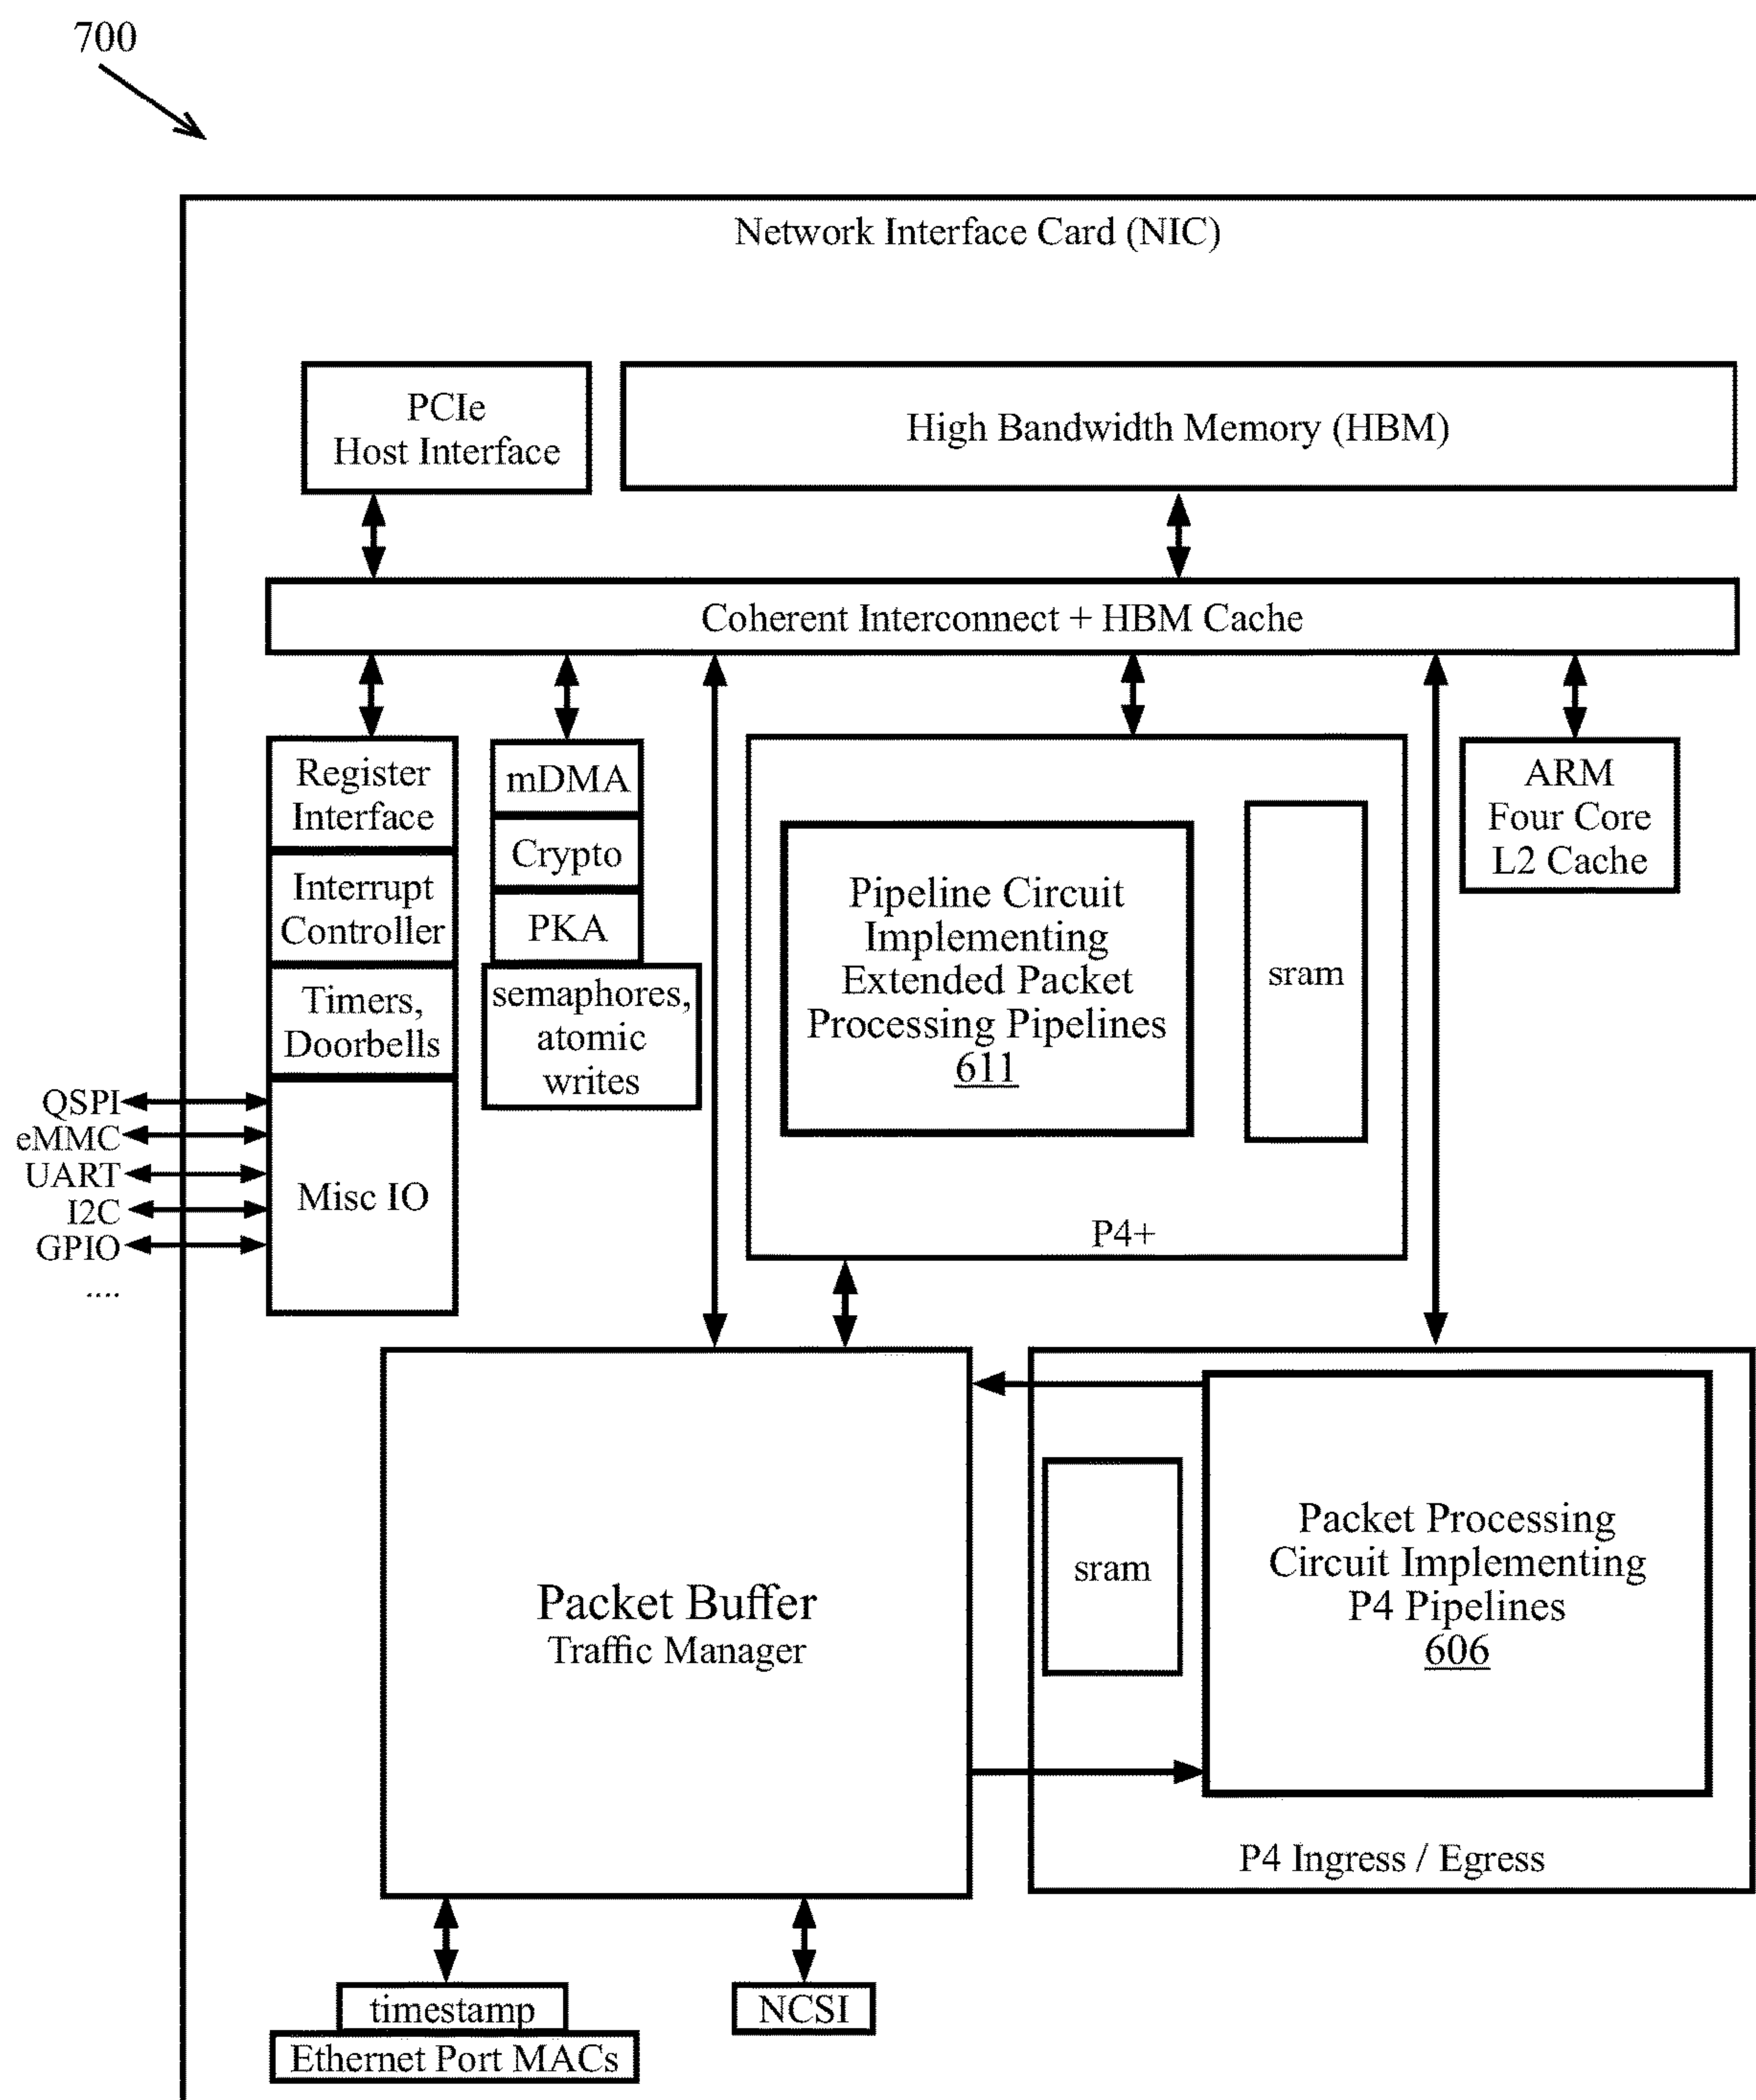 700
Network Interface Card (NIC)
PCIe
Host Interface
High Bandwidth Memory (HBM)
Coherent Interconnect + HBM Cache
Register
Interface
Interrupt
Controller
Timers,
Doorbells
Misc IO
QSPI
eMMC
UART
I2C
GPIO
....
mDMA
Crypto
PKA
semaphores,
atomic
writes
Pipeline Circuit
Implementing
Extended Packet
Processing Pipelines
611
sram
P4+
ARM
Four Core
L2 Cache
Packet Buffer
Traffic Manager
sram
Packet Processing
Circuit Implementing
P4 Pipelines
606
P4 Ingress / Egress
timestamp
Ethernet Port MACs
NCSI